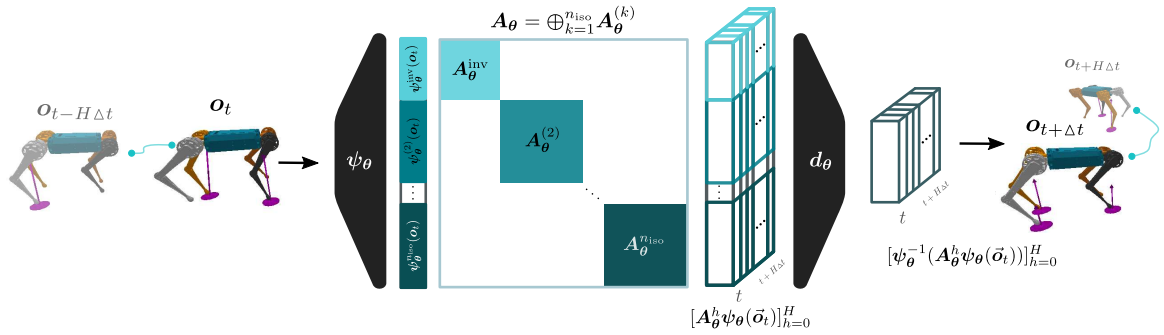 𝑨_𝜽 = ⊕_{k=1}^{n_iso} 𝑨_𝜽^{(k)}
𝒐_{t−HΔt}
𝒐_t
𝝍_𝜽
𝝍_𝜽^{inv}(𝒐_t)
𝝍_𝜽^{(2)}(𝒐_t)
...
𝝍_𝜽^{n_iso}(𝒐_t)
𝑨_𝜽^{inv}
𝑨_𝜽^{(2)}
...
𝑨_𝜽^{n_iso}
...
...
...
...
t
t + HΔt
[𝑨_𝜽^h 𝝍_𝜽(𝒐⃗_t)]_{h=0}^H
𝒅_𝜽
...
t
t + HΔt
[𝝍_𝜽^{−1}(𝑨_𝜽^h 𝝍_𝜽(𝒐⃗_t))]_{h=0}^H
𝒐_{t+HΔt}
𝒐_{t+Δt}